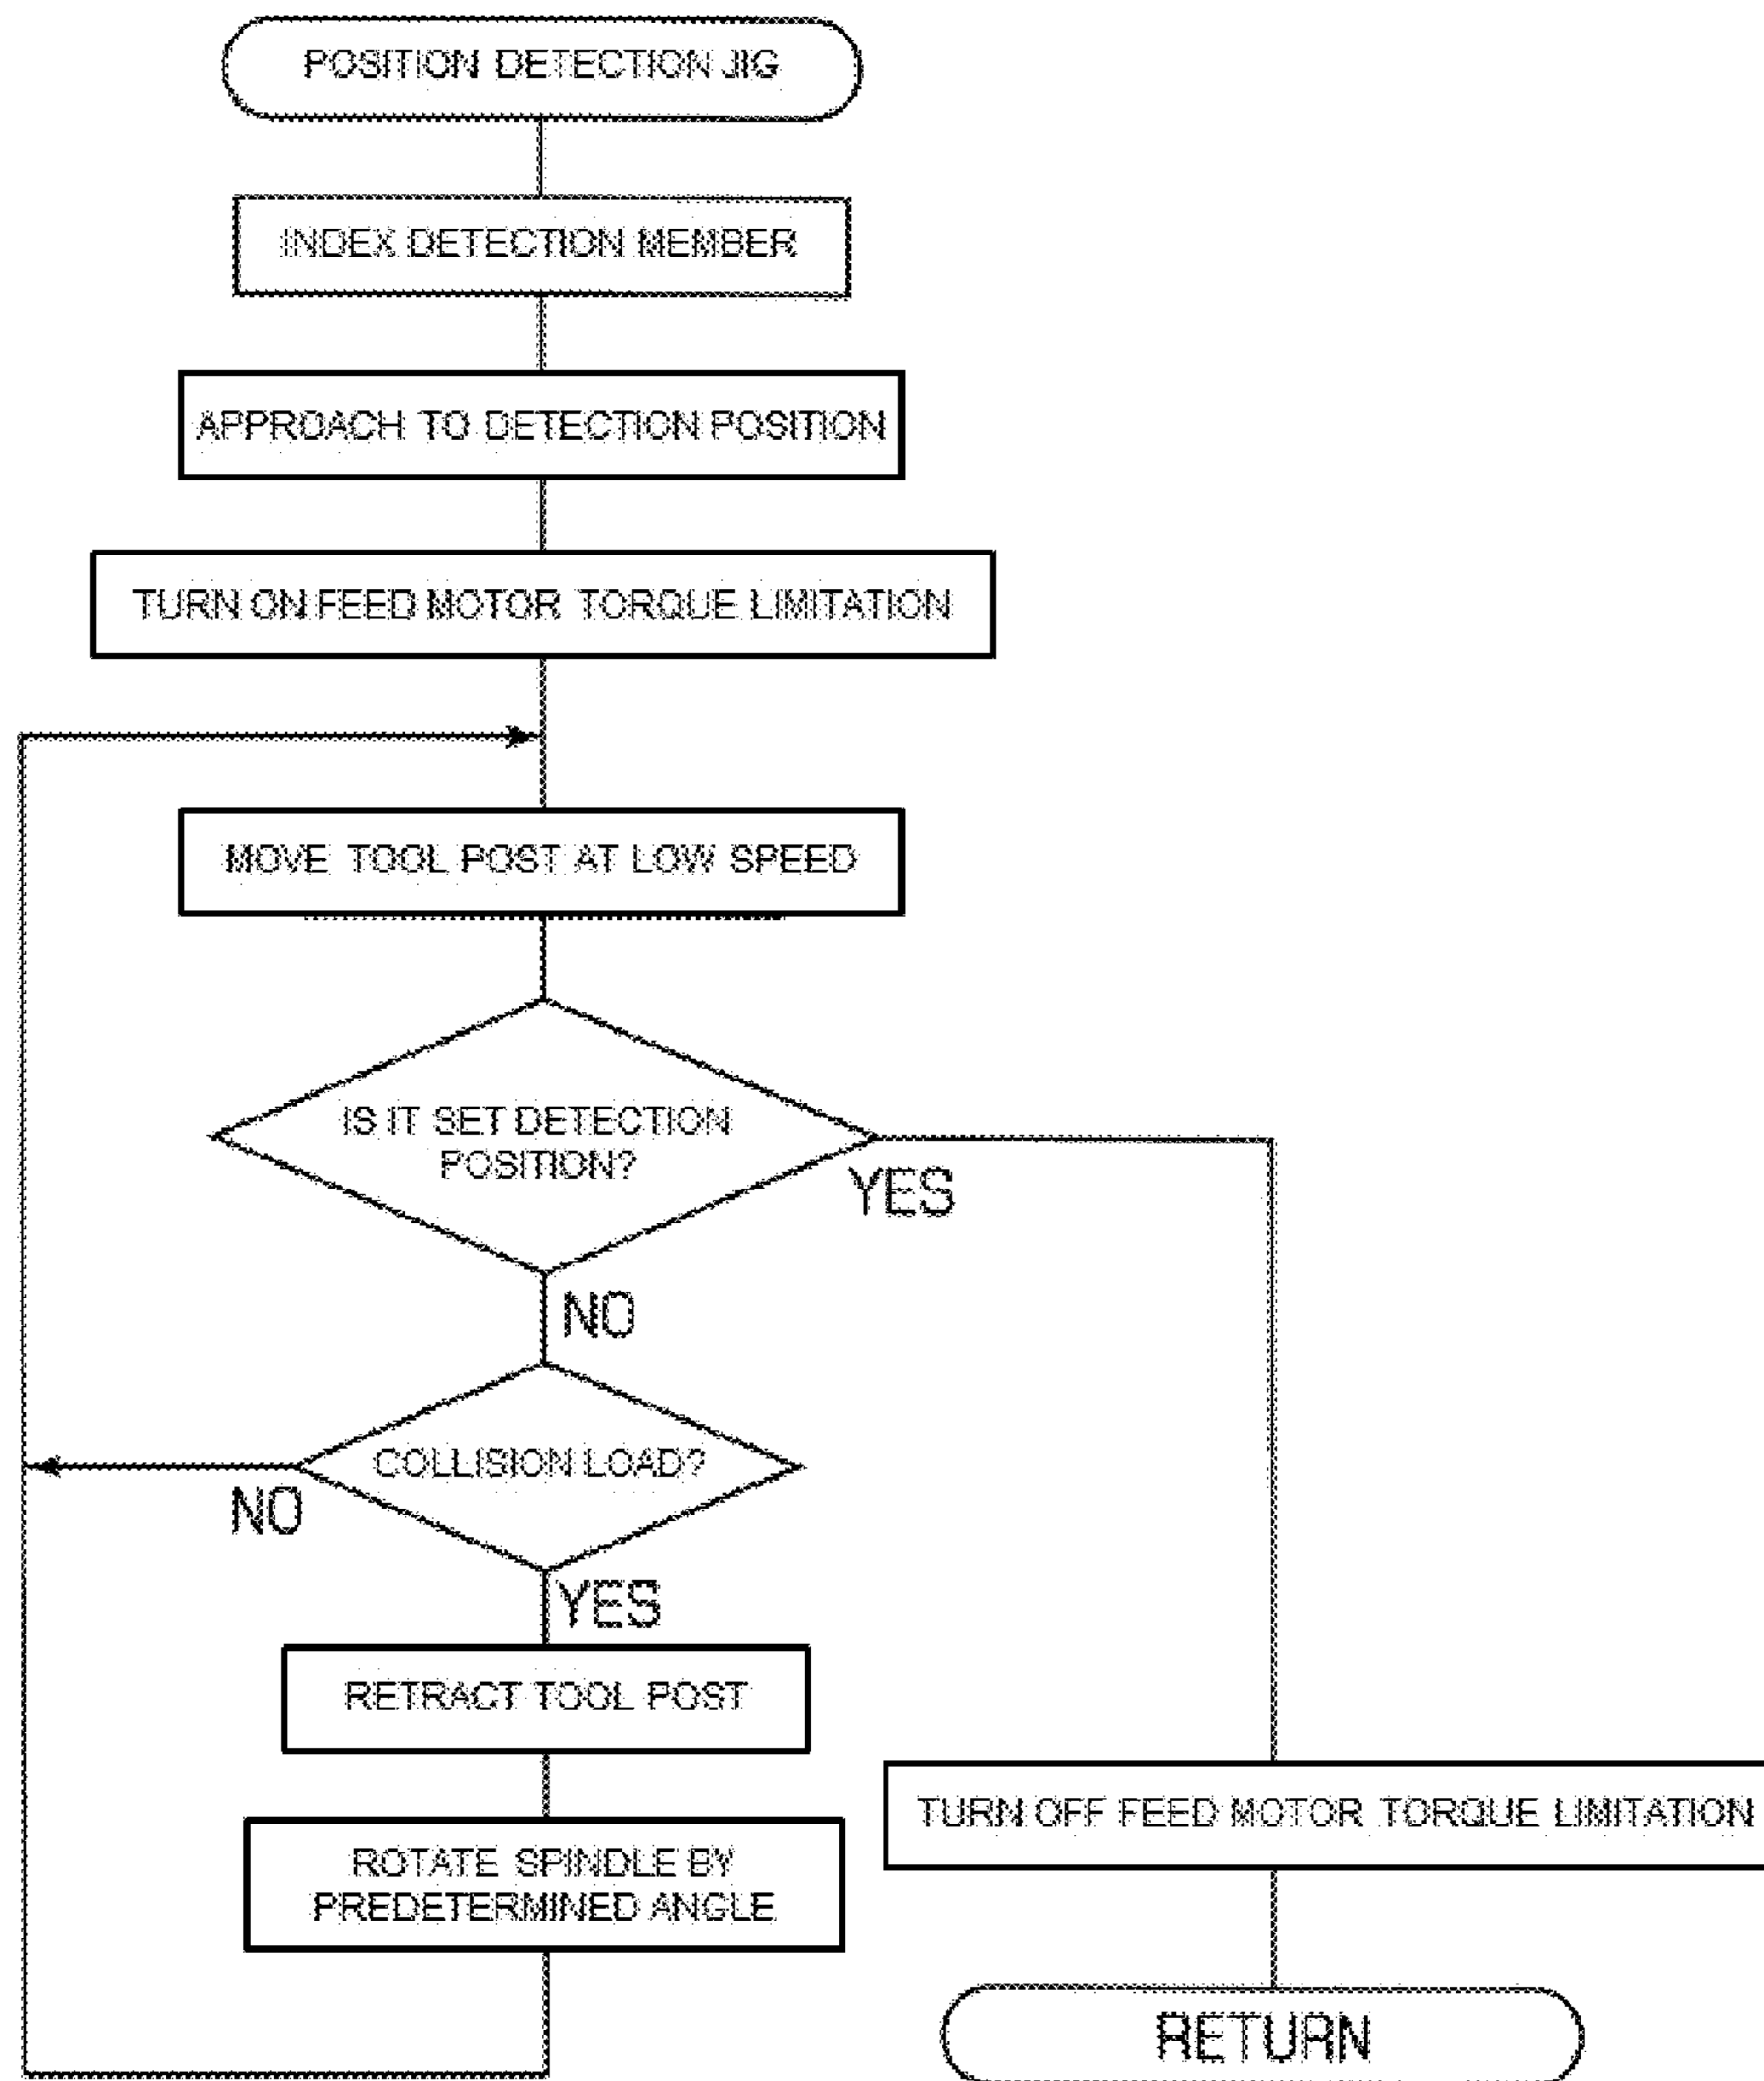 POSITION DETECTION JIG
INDEX DETECTION MEMBER
APPROACH TO DETECTION POSITION
TURN ON FEED MOTOR TORQUE LIMITATION
MOVE TOOL POST AT LOW SPEED
IS IT SET DETECTION
POSITION?
YES
NO
COLLISION LOAD?
NO
YES
RETRACT TOOL POST
ROTATE SPINDLE BY
PREDETERMINED ANGLE
TURN OFF FEED MOTOR TORQUE LIMITATION
RETURN